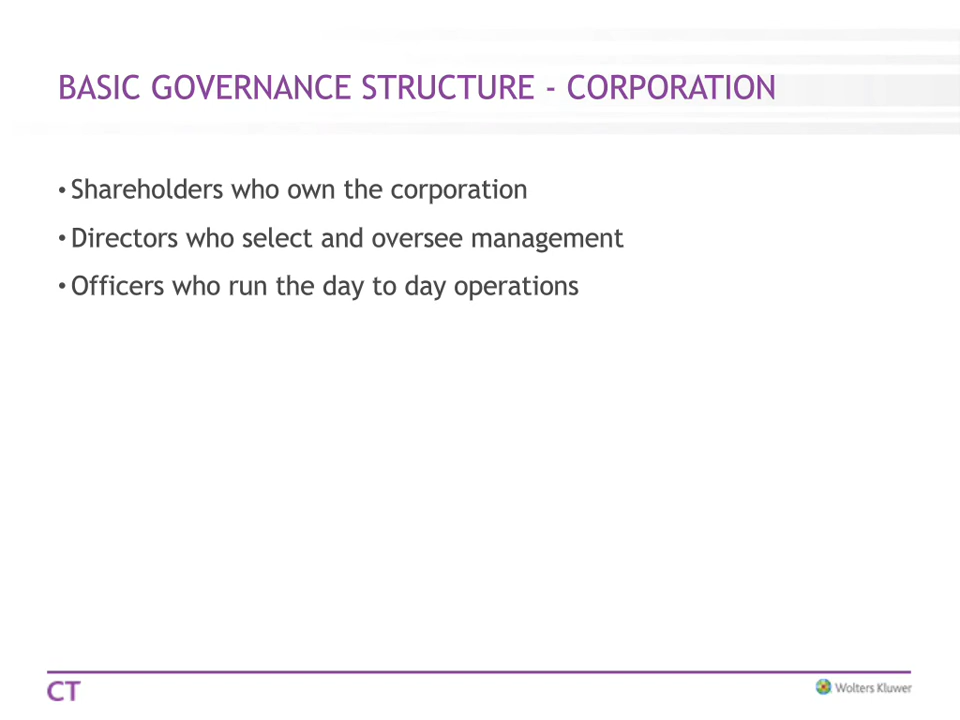 BASIC GOVERNANCE STRUCTURE - CORPORATION
• Shareholders who own the corporation
• Directors who select and oversee management
• Officers who run the day to day operations
CT
Wolters Kluwer